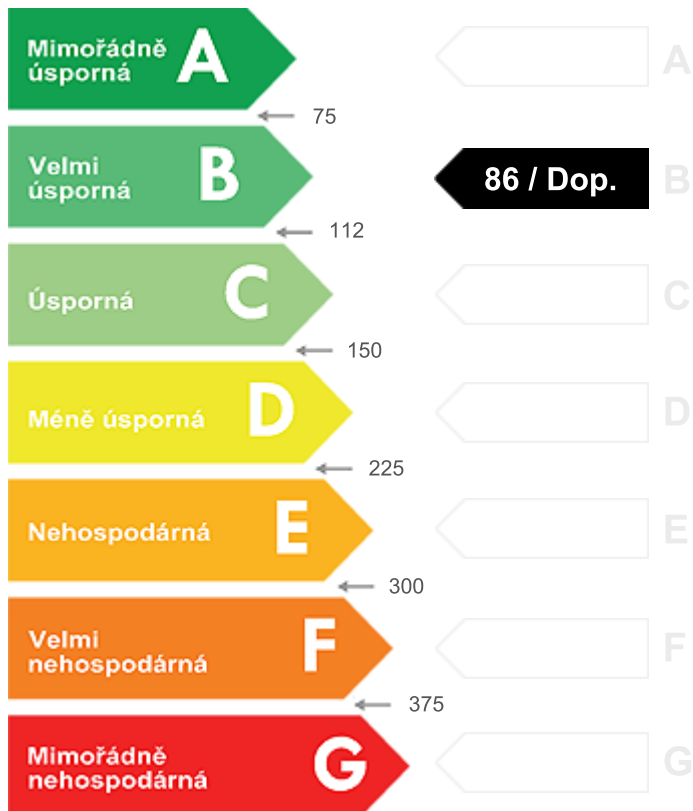 Mimořádně
úsporná
A
A
75
Velmi
úsporná
B
86 / Dop.
B
112
Úsporná
C
C
150
Méně úsporná
D
D
225
Nehospodárná
E
E
300
Velmi
nehospodárná
F
F
375
Mimořádně
nehospodárná
G
G